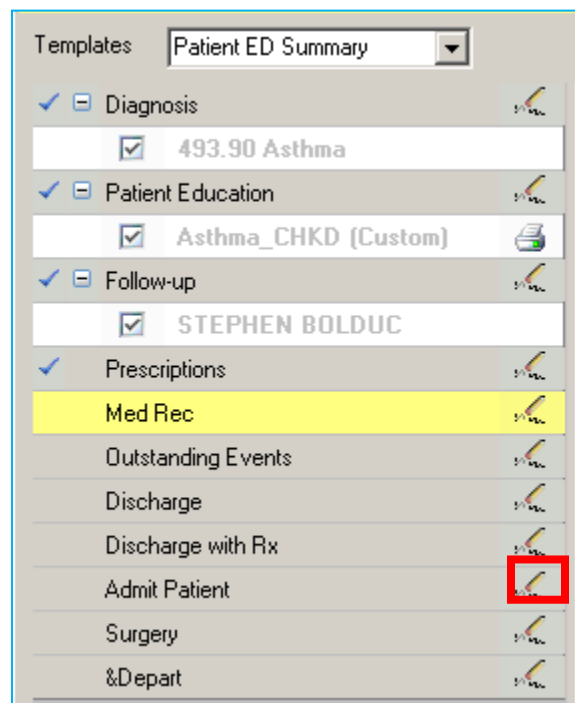 Templates Patient ED Summary
Diagnosis
493.90 Asthma
Patient Education
Asthma_CHKD (Custom)
Follow-up
STEPHEN BOLDUC
Prescriptions
Med Rec
Outstanding Events
Discharge
Discharge with Rx
Admit Patient
Surgery
&Depart